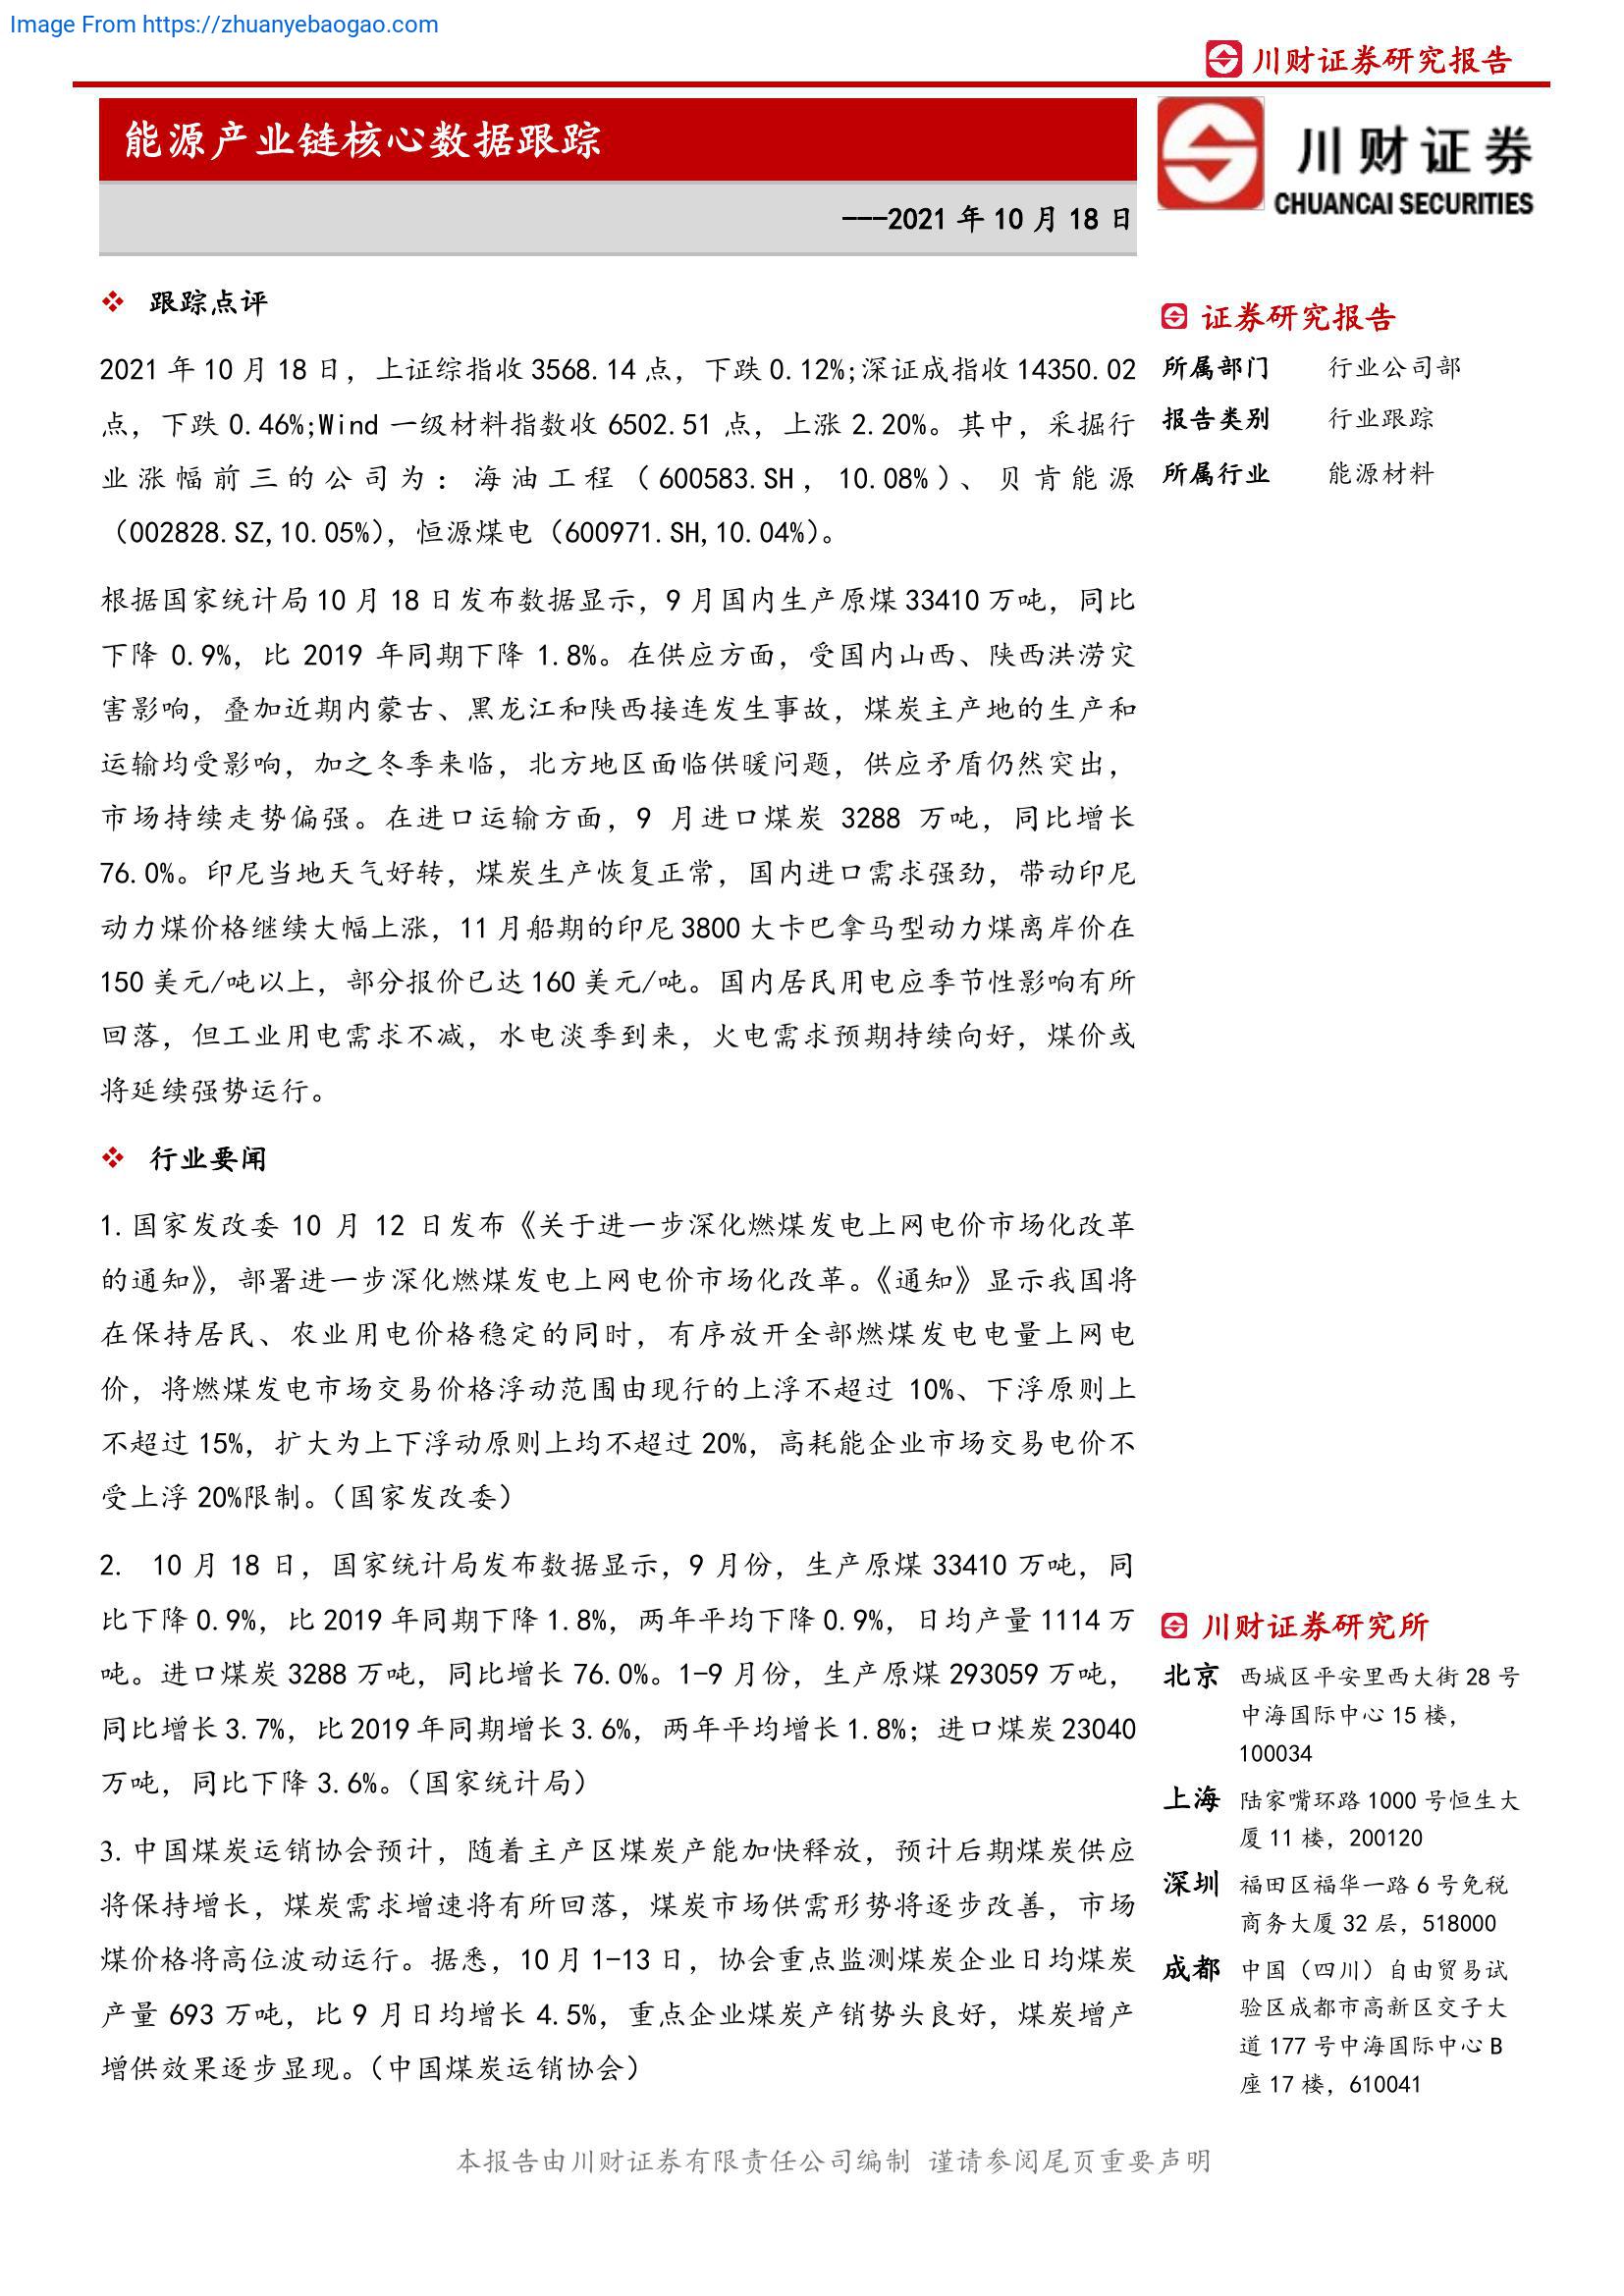 Image From https://zhuanyebaogao.com
川财证券研究报告
能源产业链核心数据跟踪
---2021 年 10 月 18 日
川财证券
CHUANCAI SECURITIES
❖ 跟踪点评
2021 年 10 月 18 日，上证综指收 3568.14 点，下跌 0.12%;深证成指收 14350.02
点，下跌 0.46%;Wind 一级材料指数收 6502.51 点，上涨 2.20%。其中，采掘行
业涨幅前三的公司为：海油工程（600583.SH，10.08%）、贝肯能源
（002828.SZ,10.05%），恒源煤电（600971.SH,10.04%）。
根据国家统计局 10 月 18 日发布数据显示，9 月国内生产原煤 33410 万吨，同比
下降 0.9%，比 2019 年同期下降 1.8%。在供应方面，受国内山西、陕西洪涝灾
害影响，叠加近期内蒙古、黑龙江和陕西接连发生事故，煤炭主产地的生产和
运输均受影响，加之冬季来临，北方地区面临供暖问题，供应矛盾仍然突出，
市场持续走势偏强。在进口运输方面，9 月进口煤炭 3288 万吨，同比增长
76.0%。印尼当地天气好转，煤炭生产恢复正常，国内进口需求强劲，带动印尼
动力煤价格继续大幅上涨，11 月船期的印尼 3800 大卡巴拿马型动力煤离岸价在
150 美元/吨以上，部分报价已达 160 美元/吨。国内居民用电应季节性影响有所
回落，但工业用电需求不减，水电淡季到来，火电需求预期持续向好，煤价或
将延续强势运行。
❖ 行业要闻
1. 国家发改委 10 月 12 日发布《关于进一步深化燃煤发电上网电价市场化改革
的通知》，部署进一步深化燃煤发电上网电价市场化改革。《通知》显示我国将
在保持居民、农业用电价格稳定的同时，有序放开全部燃煤发电电量上网电
价，将燃煤发电市场交易价格浮动范围由现行的上浮不超过 10%、下浮原则上
不超过 15%，扩大为上下浮动原则上均不超过 20%，高耗能企业市场交易电价不
受上浮 20%限制。（国家发改委）
2. 10 月 18 日，国家统计局发布数据显示，9 月份，生产原煤 33410 万吨，同
比下降 0.9%，比 2019 年同期下降 1.8%，两年平均下降 0.9%，日均产量 1114 万
吨。进口煤炭 3288 万吨，同比增长 76.0%。1-9 月份，生产原煤 293059 万吨，
同比增长 3.7%，比 2019 年同期增长 3.6%，两年平均增长 1.8%；进口煤炭 23040
万吨，同比下降 3.6%。（国家统计局）
3. 中国煤炭运销协会预计，随着主产区煤炭产能加快释放，预计后期煤炭供应
将保持增长，煤炭需求增速将有所回落，煤炭市场供需形势将逐步改善，市场
煤价格将高位波动运行。据悉，10 月 1-13 日，协会重点监测煤炭企业日均煤炭
产量 693 万吨，比 9 月日均增长 4.5%，重点企业煤炭产销势头良好，煤炭增产
增供效果逐步显现。（中国煤炭运销协会）
证券研究报告
所属部门 行业公司部
报告类别 行业跟踪
所属行业 能源材料
川财证券研究所
北京 西城区平安里西大街 28 号
中海国际中心 15 楼，
100034
上海 陆家嘴环路 1000 号恒生大
厦 11 楼，200120
深圳 福田区福华一路 6 号免税
商务大厦 32 层，518000
成都 中国（四川）自由贸易试
验区成都市高新区交子大
道 177 号中海国际中心 B
座 17 楼，610041
本报告由川财证券有限责任公司编制 谨请参阅尾页重要声明